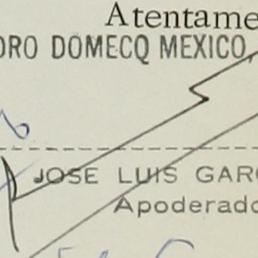 Atentame
DRO DOMECQ MEXICO,
JOSE LUIS GARC
Apoderado